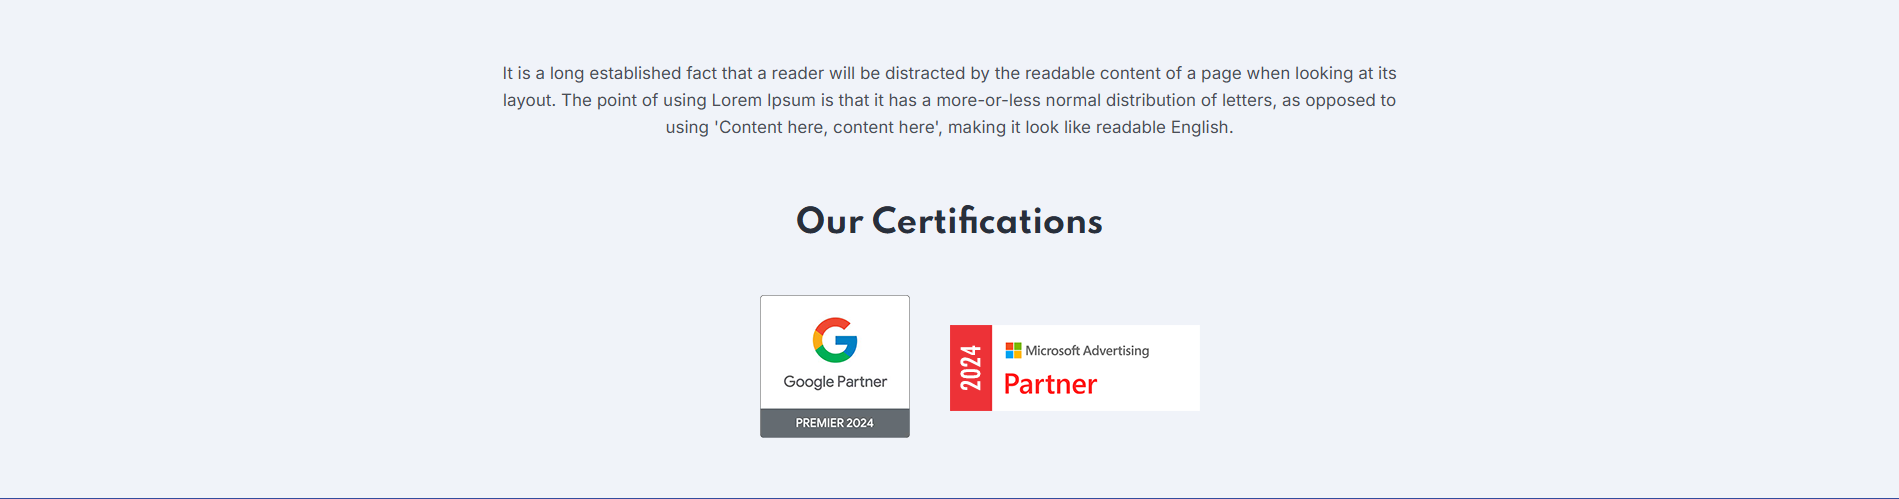 It is a long established fact that a reader will be distracted by the readable content of a page when looking at its
layout. The point of using Lorem Ipsum is that it has a more-or-less normal distribution of letters, as opposed to
using 'Content here, content here', making it look like readable English.
Our Certifications
Google Partner
PREMIER 2024
2024
Microsoft Advertising
Partner